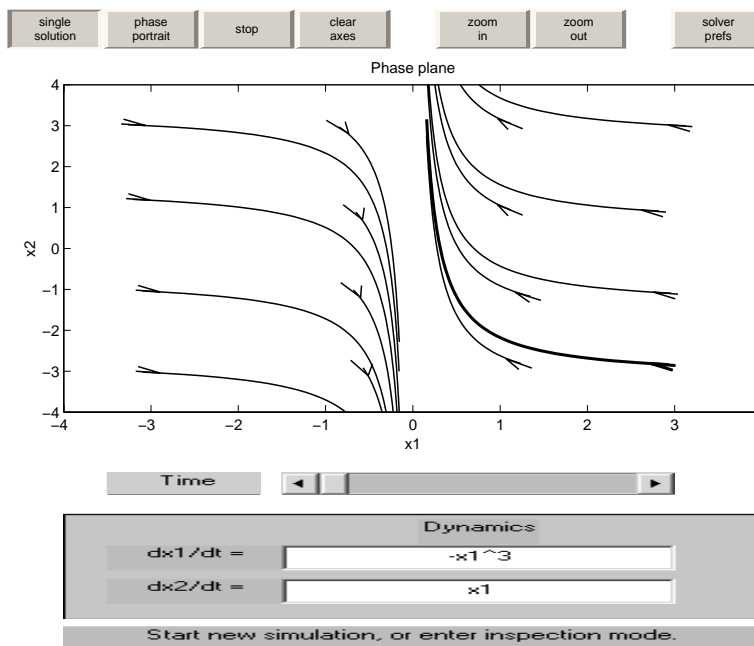 single solution
phase portrait
stop
clear axes
zoom in
zoom out
solver prefs
Phase plane
4
3
2
1
0
−1
−2
−3
−4
x2
−4 −3 −2 −1 0 1 2 3
x1
Time
Dynamics
dx1/dt = -x1^3
dx2/dt = x1
Start new simulation, or enter inspection mode.